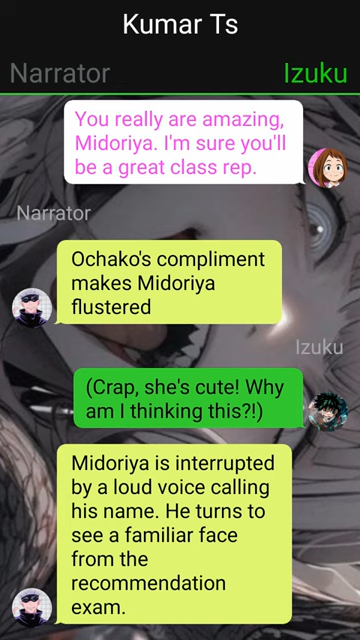 Kumar Ts
Narrator
Izuku
You really are amazing,
Midoriya. I'm sure you'll
be a great class rep.
Narrator
Ochako's compliment
makes Midoriya
flustered
Izuku
(Crap, she's cute! Why
am I thinking this?!)
Midoriya is interrupted
by a loud voice calling
his name. He turns to
see a familiar face
from the
recommendation
exam.